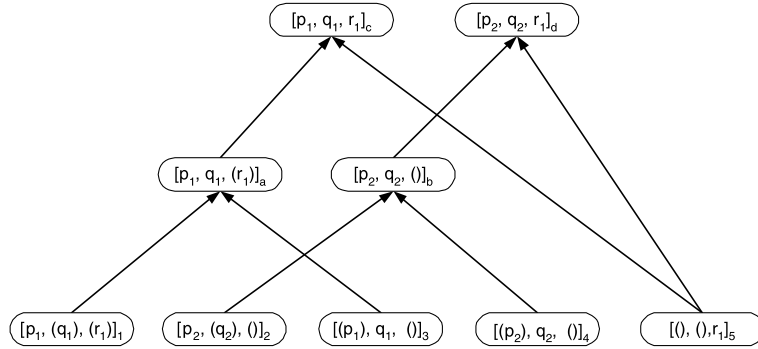 [p₁, q₁, r₁]c [p₂, q₂, r₁]d
[p₁, q₁, (r₁)]a [p₂, q₂, ()]b
[p₁, (q₁), (r₁)]₁ [p₂, (q₂), ()]₂ [(p₁), q₁, ()]₃ [(p₂), q₂, ()]₄ [(), (),r₁]₅